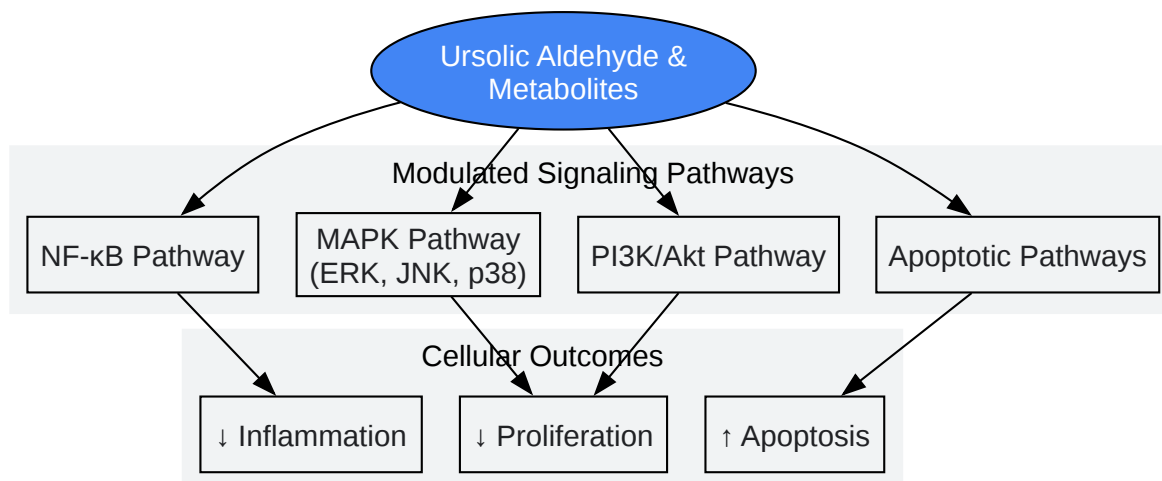 Ursolic Aldehyde &
Metabolites
Modulated Signaling Pathways
NF-κB Pathway
MAPK Pathway
(ERK, JNK, p38)
PI3K/Akt Pathway
Apoptotic Pathways
Cellular Outcomes
↓ Inflammation
↓ Proliferation
↑ Apoptosis